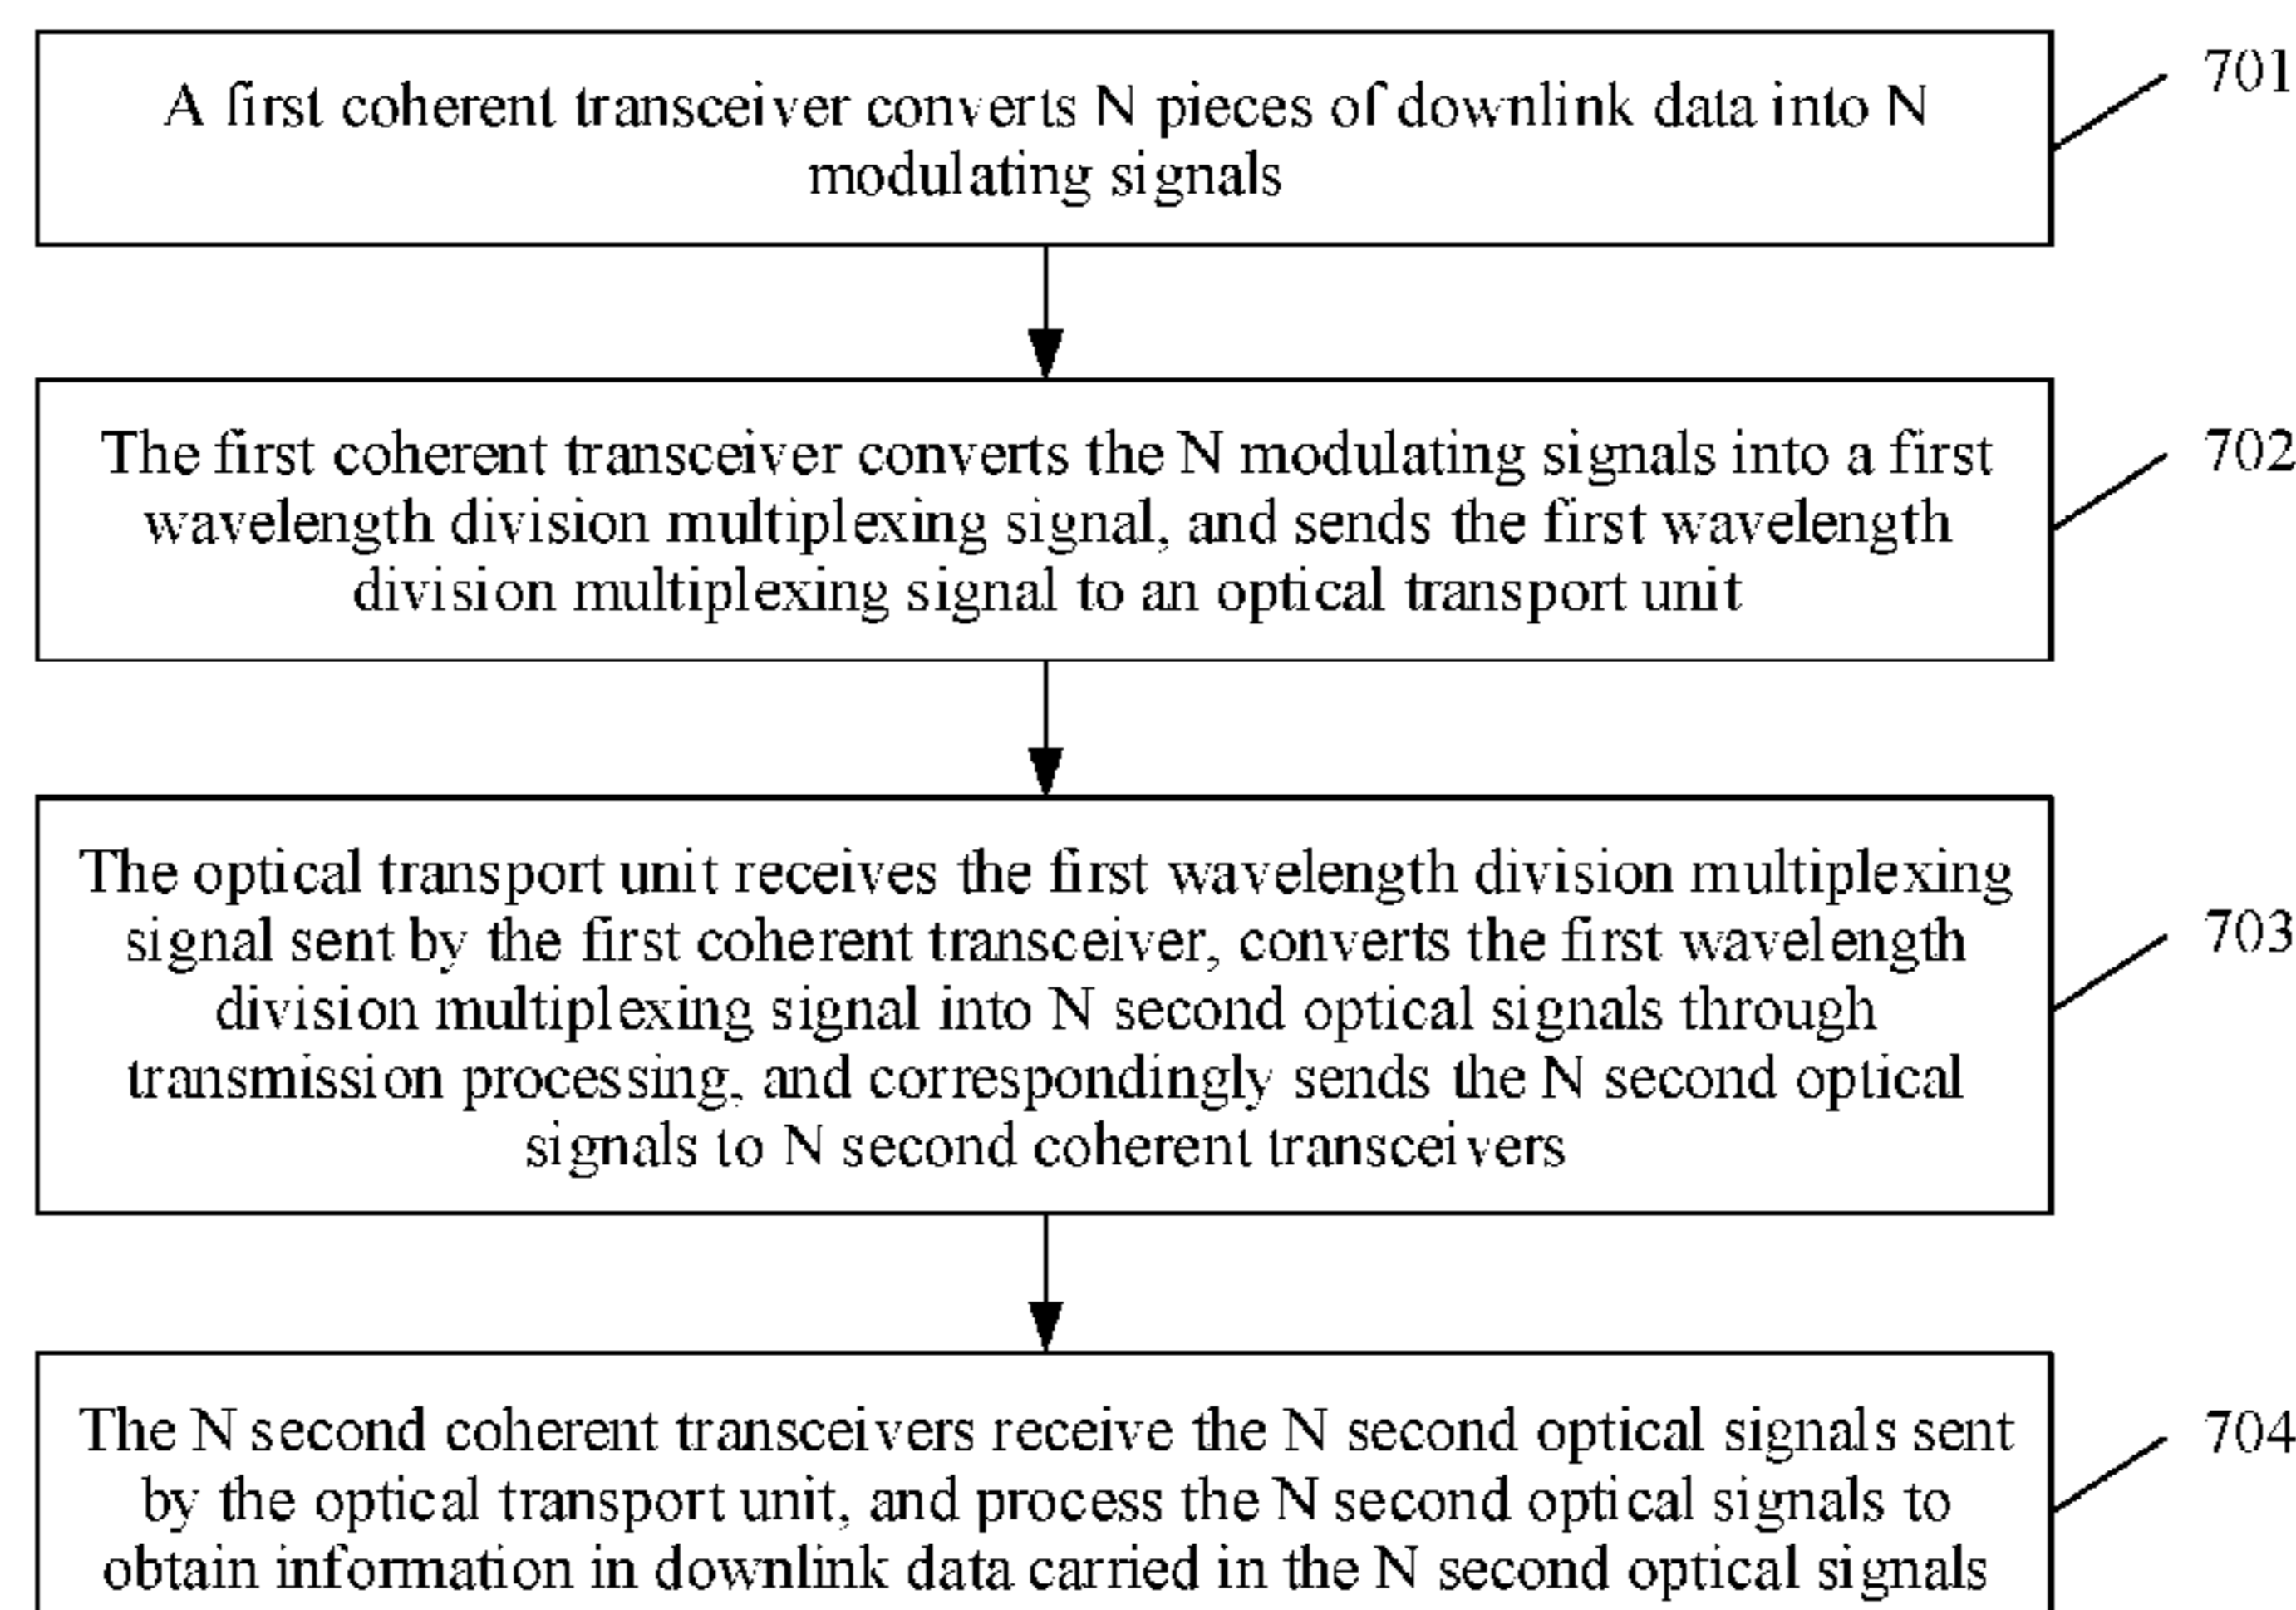 A first coherent transceiver converts N pieces of downlink data into N
modulating signals
701
The first coherent transceiver converts the N modulating signals into a first
wavelength division multiplexing signal, and sends the first wavelength
division multiplexing signal to an optical transport unit
702
The optical transport unit receives the first wavelength division multiplexing
signal sent by the first coherent transceiver, converts the first wavelength
division multiplexing signal into N second optical signals through
transmission processing, and correspondingly sends the N second optical
signals to N second coherent transceivers
703
The N second coherent transceivers receive the N second optical signals sent
by the optical transport unit, and process the N second optical signals to
obtain information in downlink data carried in the N second optical signals
704